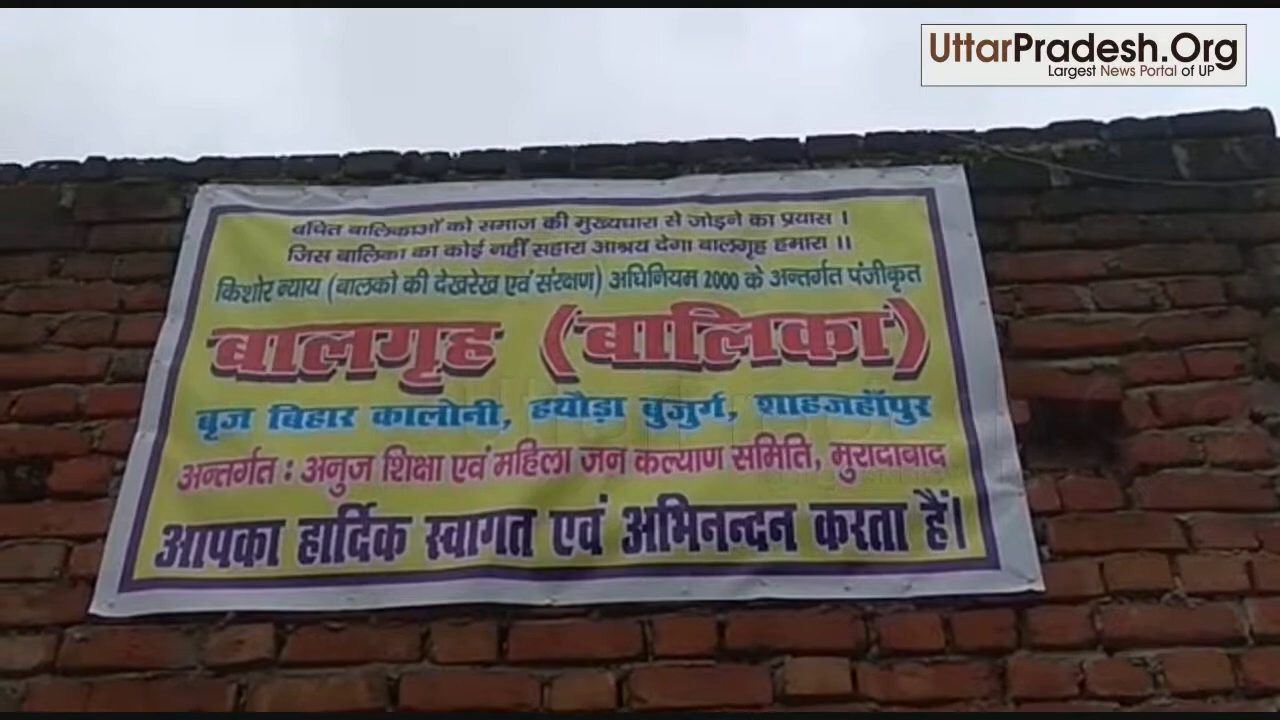 UttarPradesh.Org
Largest News Portal of UP
वंचित बालिकाओं को समाज की मुख्यधारा से जोड़ने का प्रयास ।
जिस बालिका का कोई नहीं सहारा आश्रय देगा बालगृह हमारा ।।
किशोर न्याय (बालको की देखरेख एवं संरक्षण) अधिनियम 2000 के अन्तर्गत पंजीकृत
बालगृह (बालिका)
बृज बिहार कालोनी, हयौड़ा बुजुर्ग, शाहजहाँपुर
अन्तर्गत : अनुज शिक्षा एवं महिला जन कल्याण समिति, मुरादाबाद
आपका हार्दिक स्वागत एवं अभिनन्दन करता हैं।